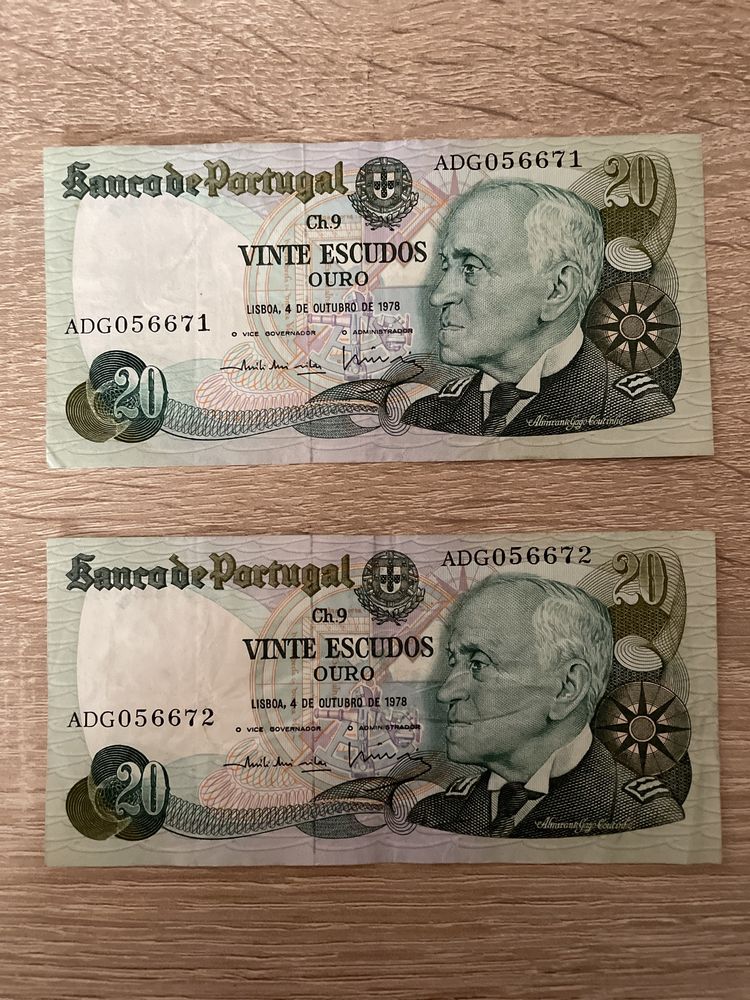 Banco de Portugal
ADG056671
20
Ch.9
VINTE ESCUDOS
OURO
LISBOA, 4 DE OUTUBRO DE 1978
ADG056671
O VICE GOVERNADOR
O ADMINISTRADOR
20
Almirante Gago Coutinho
Banco de Portugal
ADG056672
20
Ch.9
VINTE ESCUDOS
OURO
LISBOA, 4 DE OUTUBRO DE 1978
ADG056672
O VICE GOVERNADOR
O ADMINISTRADOR
20
Almirante Gago Coutinho